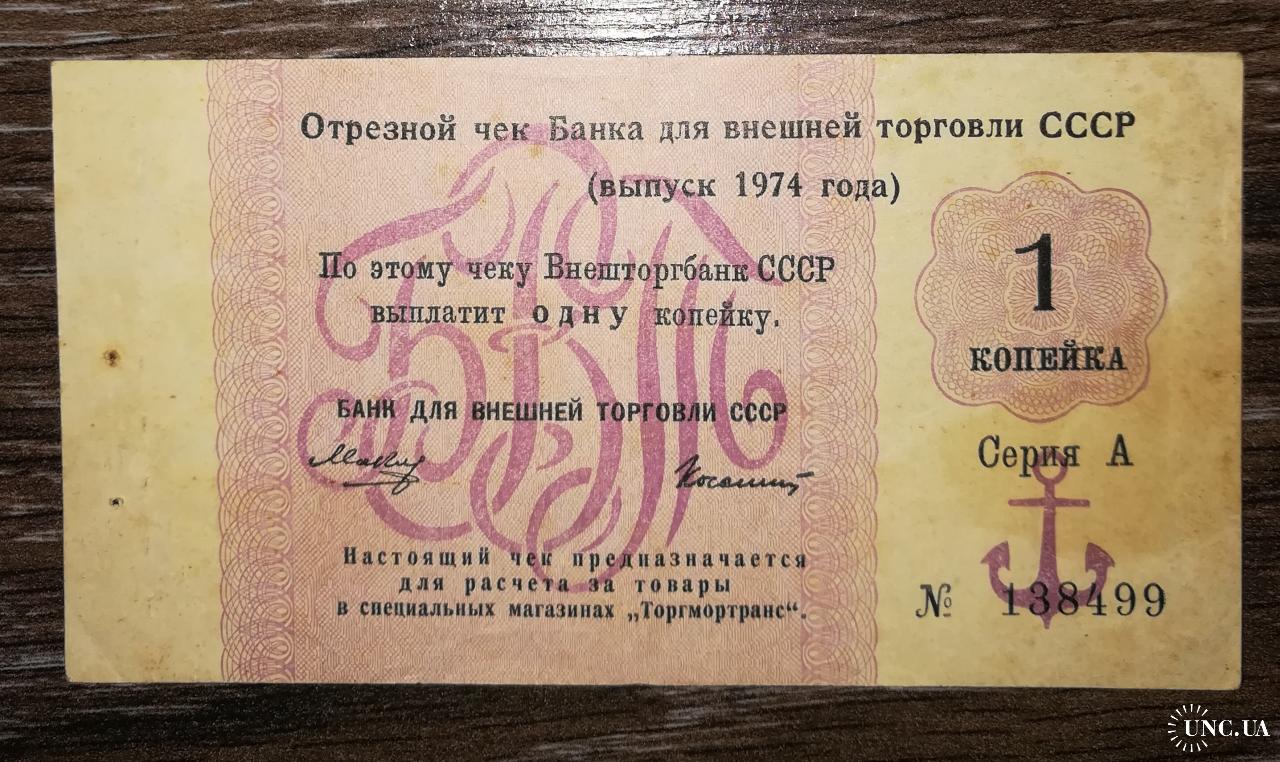 Отрезной чек Банка для внешней торговли СССР
(выпуск 1974 года)
По этому чеку Внешторгбанк СССР
выплатит одну копейку.
1
КОПЕЙКА
БАНК ДЛЯ ВНЕШНЕЙ ТОРГОВЛИ СССР
Серия А
Настоящий чек предназначается
для расчета за товары
в специальных магазинах „Торгмортранс“.
№ 138499
UNC.UA